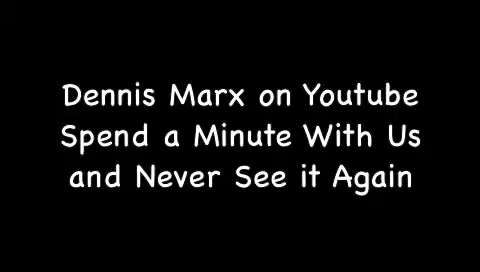 Dennis Marx on Youtube
Spend a Minute With Us
and Never See it Again